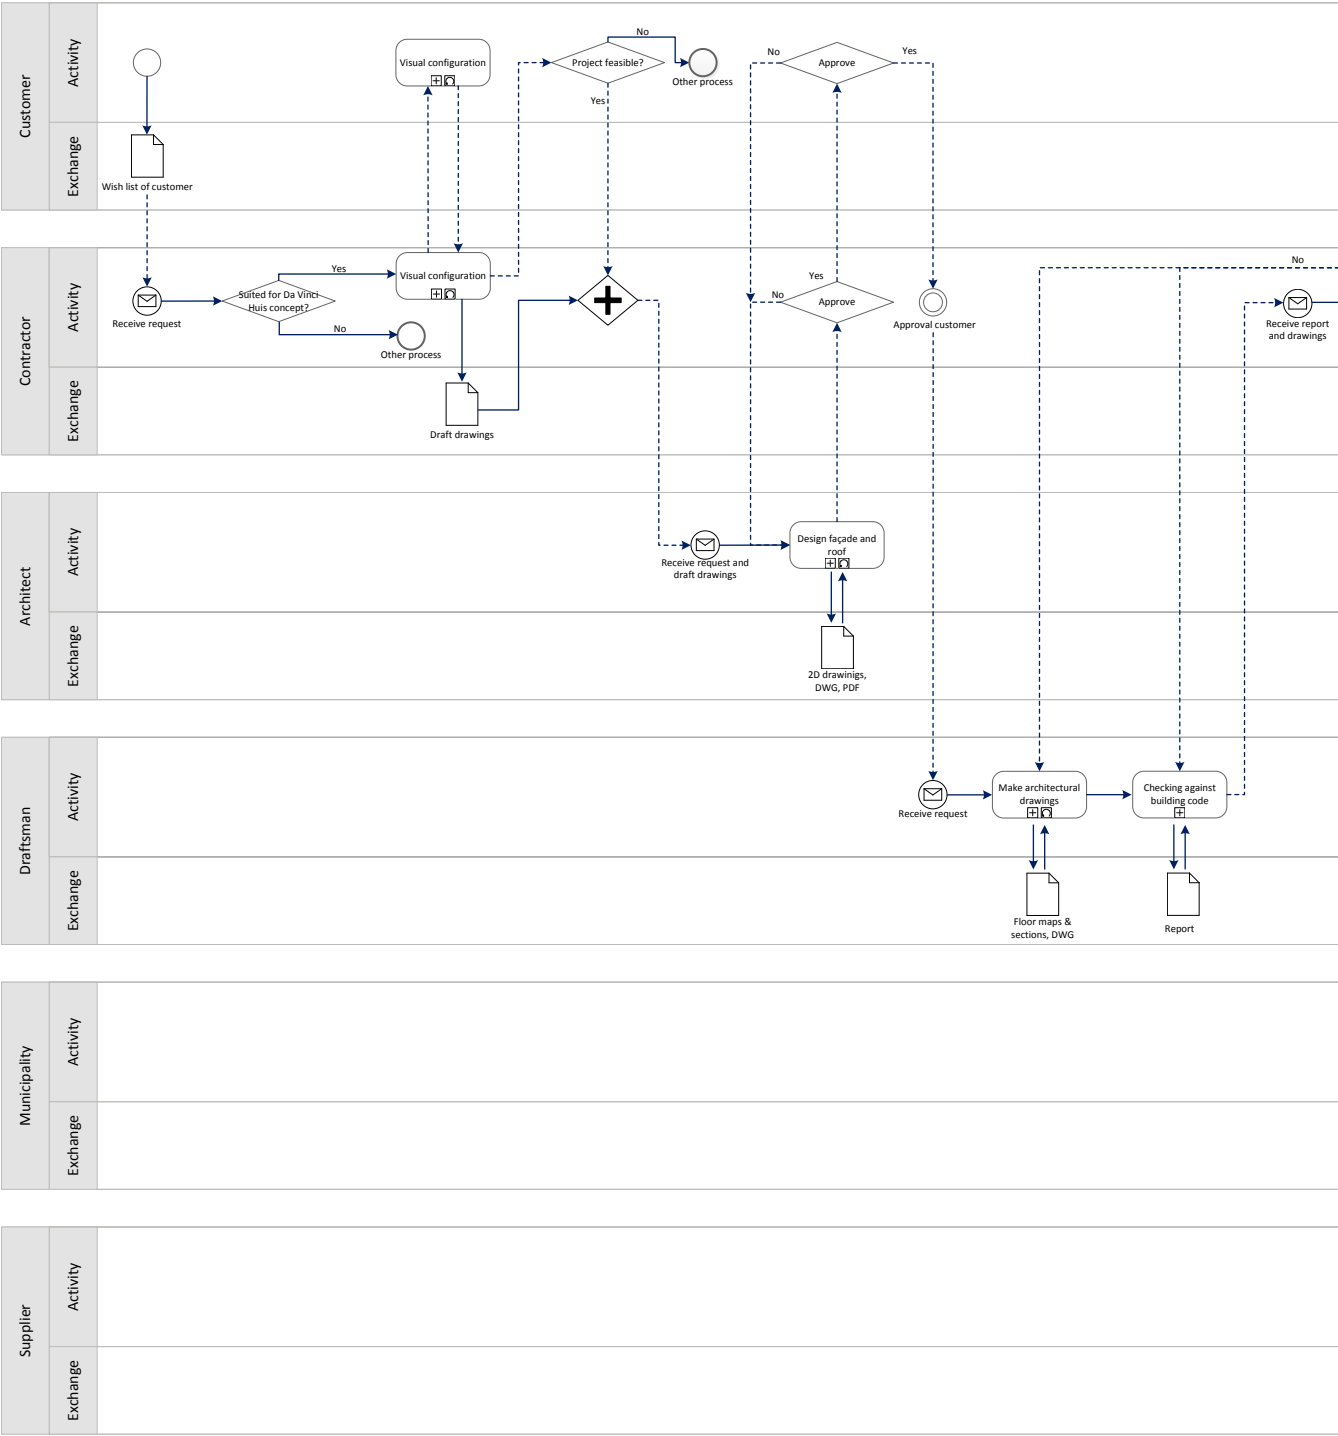 Customer
Activity
No
Visual configuration
Project feasible?
Other process
Yes
No
Approve
Yes
Exchange
Wish list of customer
Contractor
Activity
Receive request
Suited for Da Vinci
Huis concept?
Yes
No
Other process
Visual configuration
Yes
No
Approve
Approval customer
No
Receive report
and drawings
Exchange
Draft drawings
Architect
Activity
Receive request and
draft drawings
Design façade and
roof
Exchange
2D drawinigs,
DWG, PDF
Draftsman
Activity
Receive request
Make architectural
drawings
Checking against
building code
Exchange
Floor maps &
sections, DWG
Report
Municipality
Activity
Exchange
Supplier
Activity
Exchange